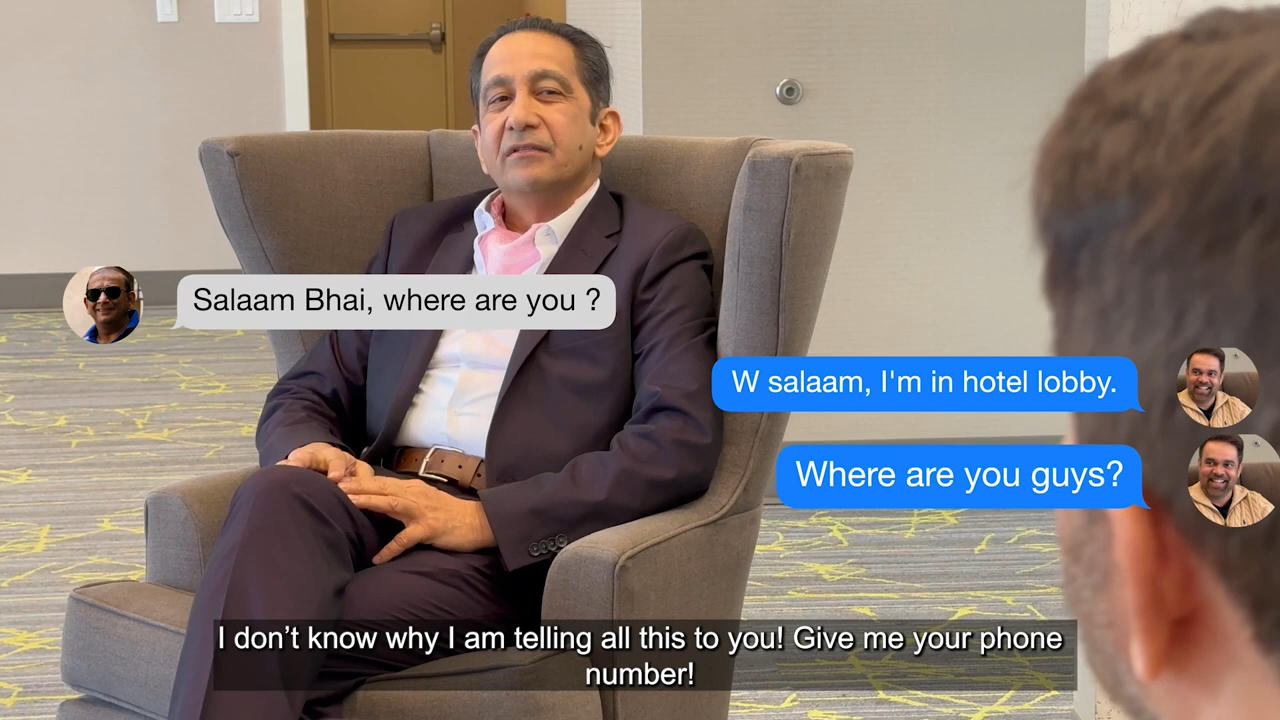 Salaam Bhai, where are you ?
W salaam, I'm in hotel lobby.
Where are you guys?
I don’t know why I am telling all this to you! Give me your phone
number!